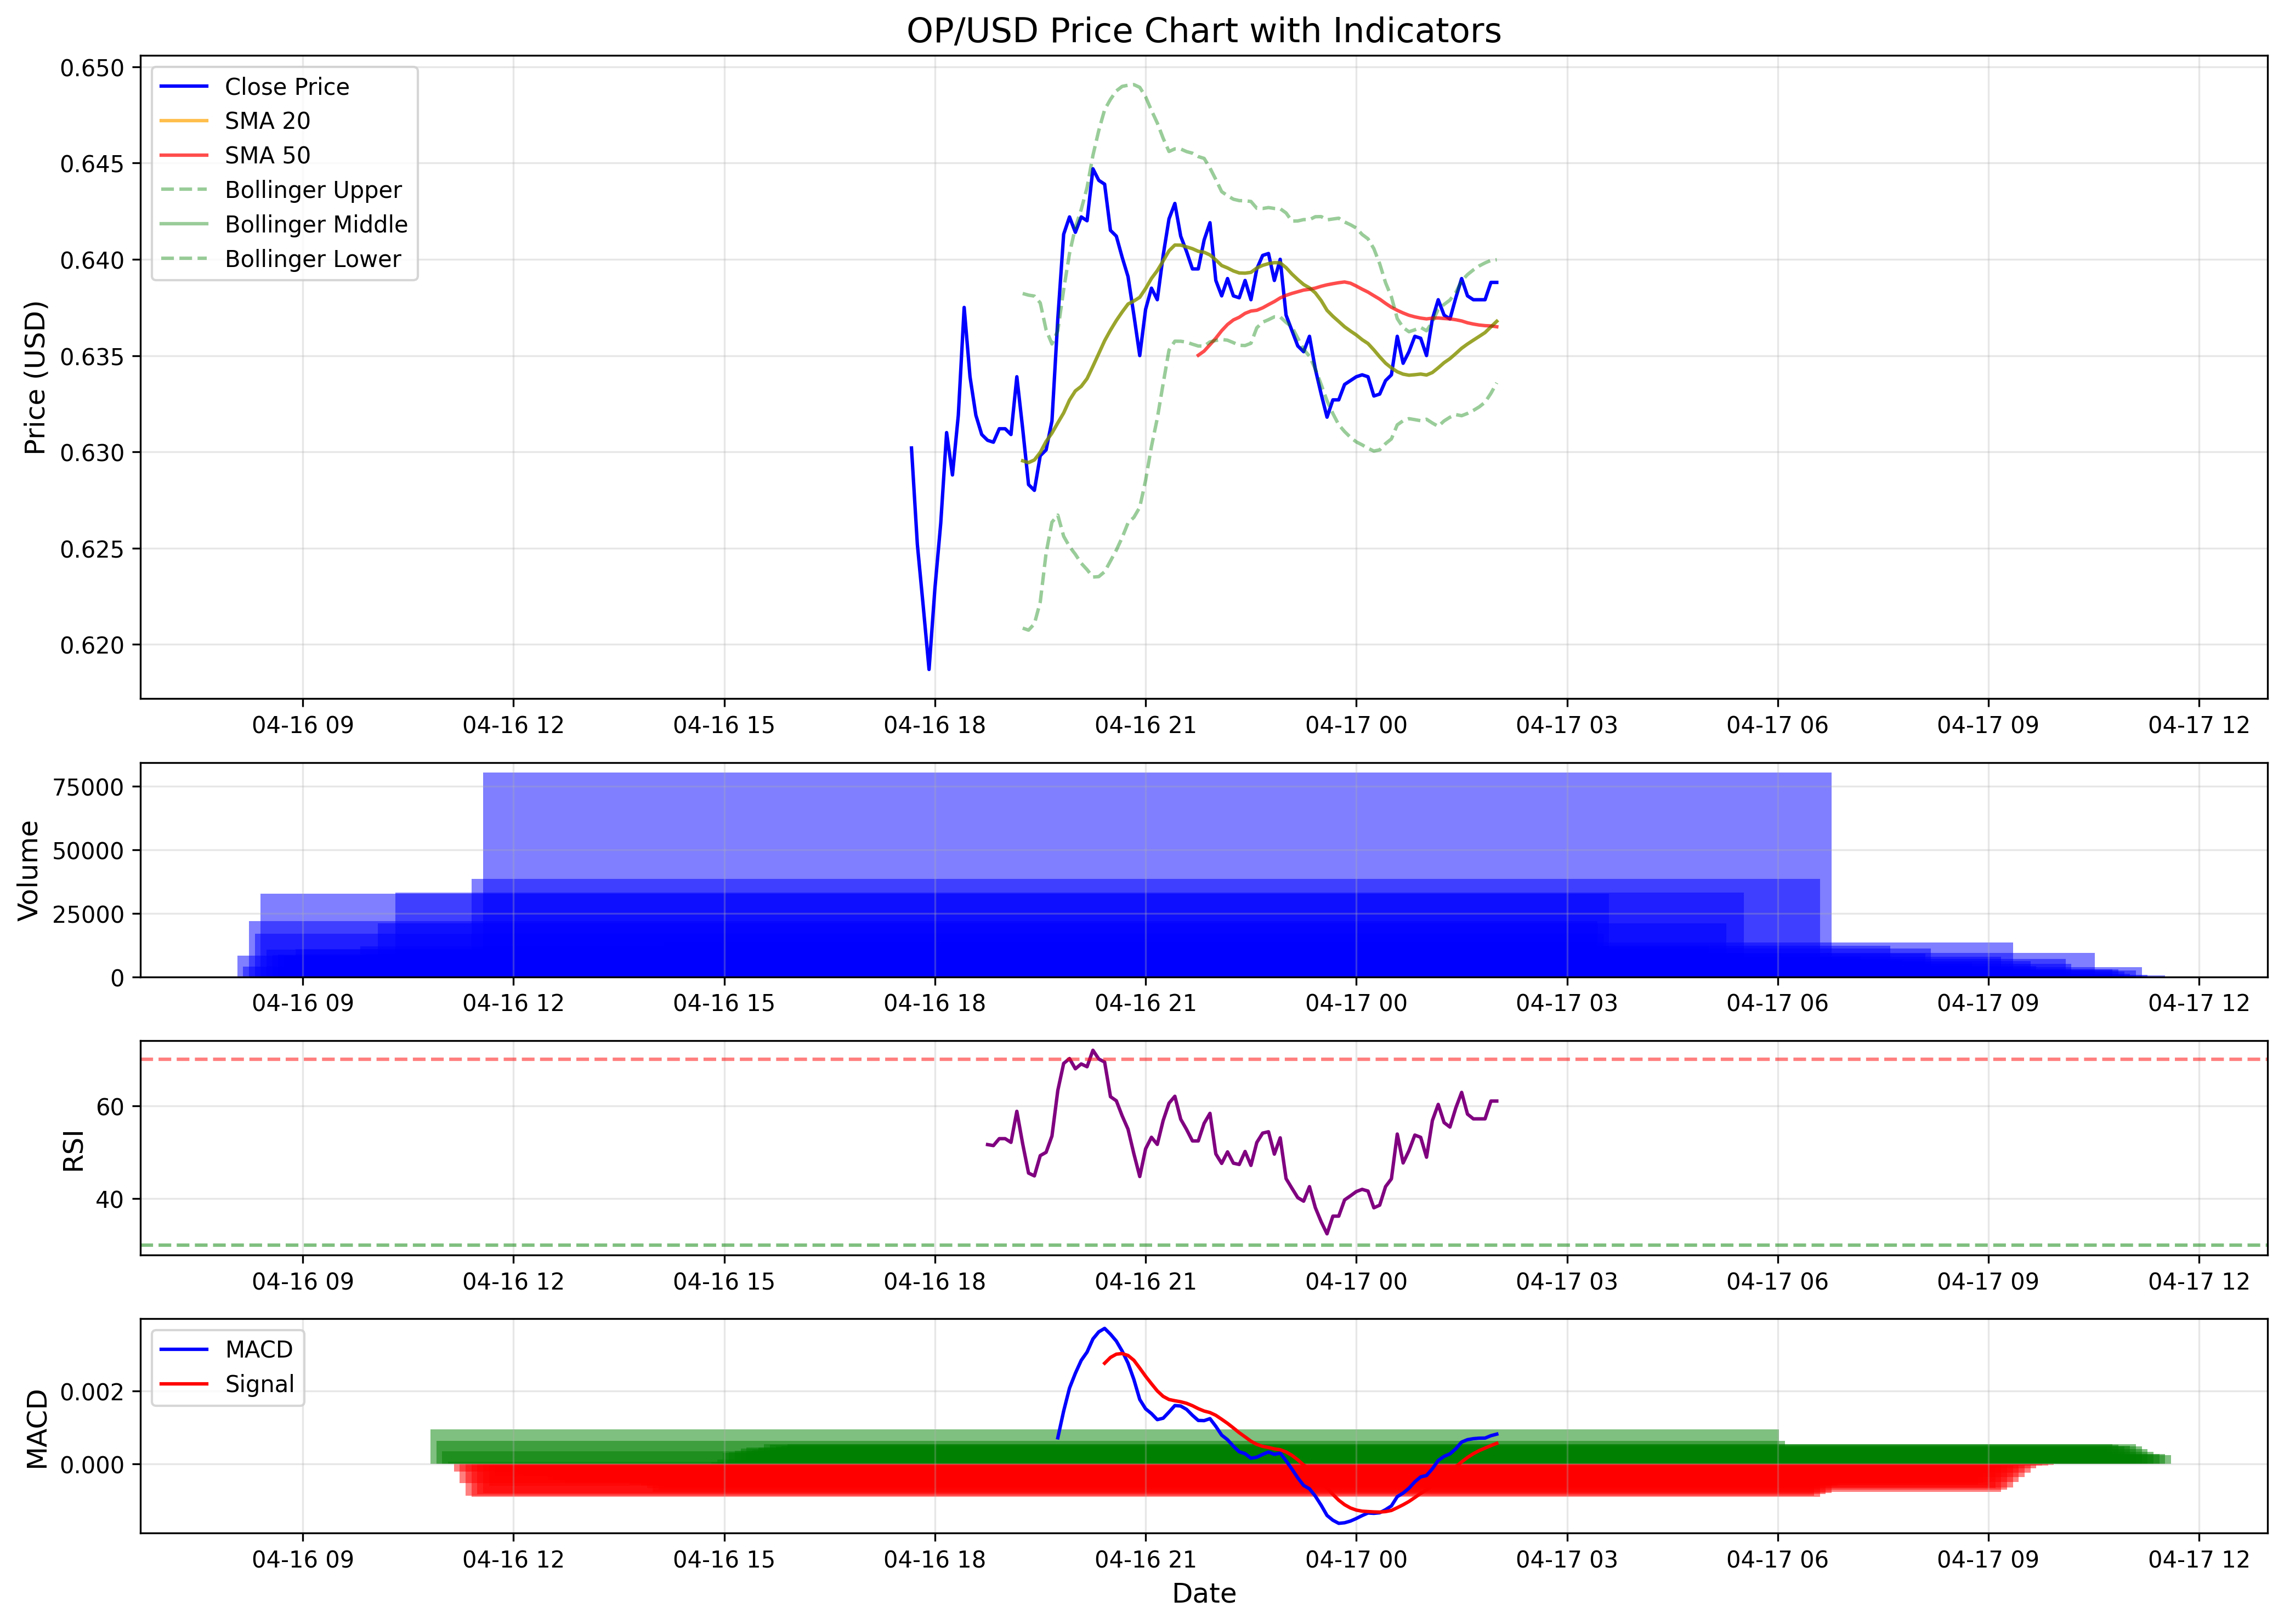 OP/USD Price Chart with Indicators
Close Price
SMA 20
SMA 50
Bollinger Upper
Bollinger Middle
Bollinger Lower
Price (USD)
0.650
0.645
0.640
0.635
0.630
0.625
0.620
04-16 09 04-16 12 04-16 15 04-16 18 04-16 21 04-17 00 04-17 03 04-17 06 04-17 09 04-17 12
Volume
75000
50000
25000
0
04-16 09 04-16 12 04-16 15 04-16 18 04-16 21 04-17 00 04-17 03 04-17 06 04-17 09 04-17 12
RSI
60
40
04-16 09 04-16 12 04-16 15 04-16 18 04-16 21 04-17 00 04-17 03 04-17 06 04-17 09 04-17 12
MACD
Signal
MACD
0.002
0.000
04-16 09 04-16 12 04-16 15 04-16 18 04-16 21 04-17 00 04-17 03 04-17 06 04-17 09 04-17 12
Date